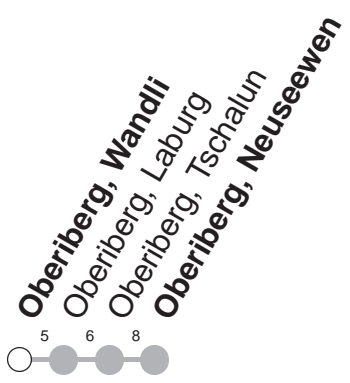 Oberiberg, Wandli
Oberiberg, Laburg
Oberiberg, Tschalun
Oberiberg, Neuseewen
5 6 8